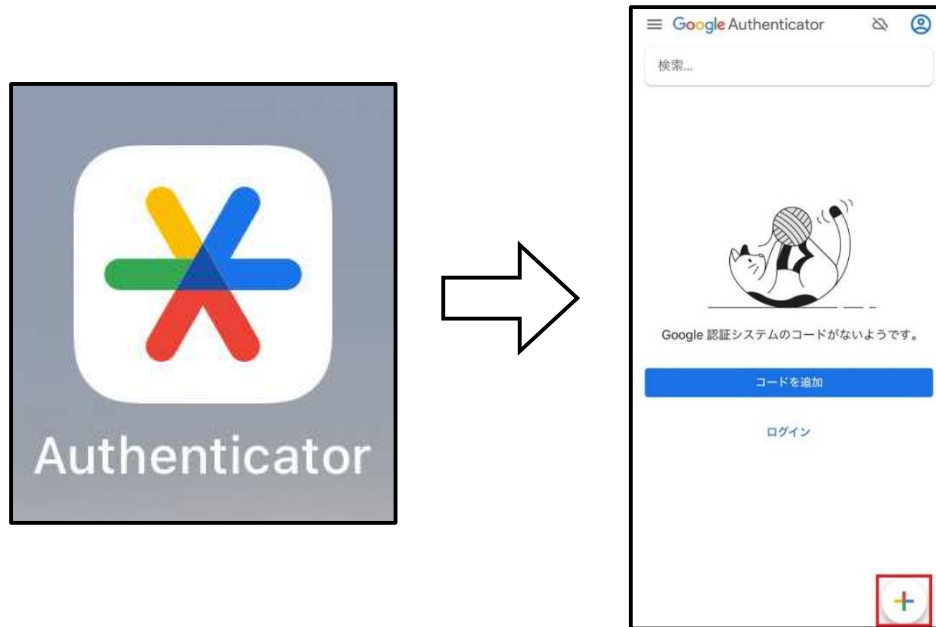 Authenticator
Google Authenticator
検索...
Google 認証システムのコードがないようです。
コードを追加
ログイン